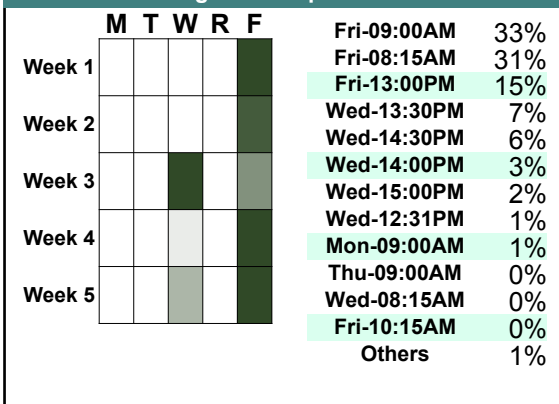 M T W R F
Week 1
Week 2
Week 3
Week 4
Week 5
Fri-09:00AM 33%
Fri-08:15AM 31%
Fri-13:00PM 15%
Wed-13:30PM 7%
Wed-14:30PM 6%
Wed-14:00PM 3%
Wed-15:00PM 2%
Wed-12:31PM 1%
Mon-09:00AM 1%
Thu-09:00AM 0%
Wed-08:15AM 0%
Fri-10:15AM 0%
Others 1%